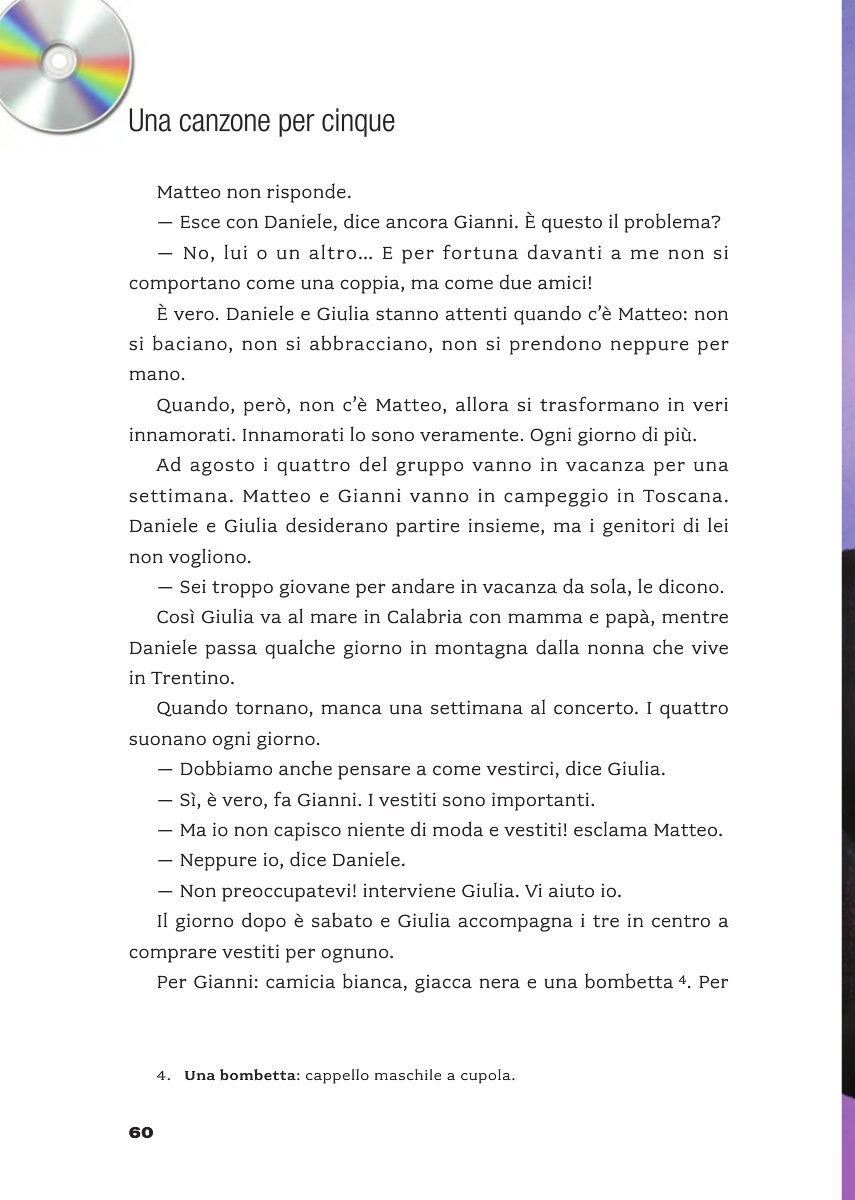 Una canzone per cinque
Matteo non risponde.
— Esce con Daniele, dice ancora Gianni. È questo il problema?
— No, lui o un altro... E per fortuna davanti a me non si
comportano come una coppia, ma come due amici!
È vero. Daniele e Giulia stanno attenti quando c’è Matteo: non
si baciano, non si abbracciano, non si prendono neppure per
mano.
Quando, però, non c’è Matteo, allora si trasformano in veri
innamorati. Innamorati lo sono veramente. Ogni giorno di più.
Ad agosto i quattro del gruppo vanno in vacanza per una
settimana. Matteo e Gianni vanno in campeggio in Toscana.
Daniele e Giulia desiderano partire insieme, ma i genitori di lei
non vogliono.
— Sei troppo giovane per andare in vacanza da sola, le dicono.
Così Giulia va al mare in Calabria con mamma e papà, mentre
Daniele passa qualche giorno in montagna dalla nonna che vive
in Trentino.
Quando tornano, manca una settimana al concerto. I quattro
suonano ogni giorno.
— Dobbiamo anche pensare a come vestirci, dice Giulia.
— Sì, è vero, fa Gianni. I vestiti sono importanti.
— Ma io non capisco niente di moda e vestiti! esclama Matteo.
— Neppure io, dice Daniele.
— Non preoccupatevi! interviene Giulia. Vi aiuto io.
Il giorno dopo è sabato e Giulia accompagna i tre in centro a
comprare vestiti per ognuno.
Per Gianni: camicia bianca, giacca nera e una bombetta 4. Per
4. Una bombetta: cappello maschile a cupola.
60